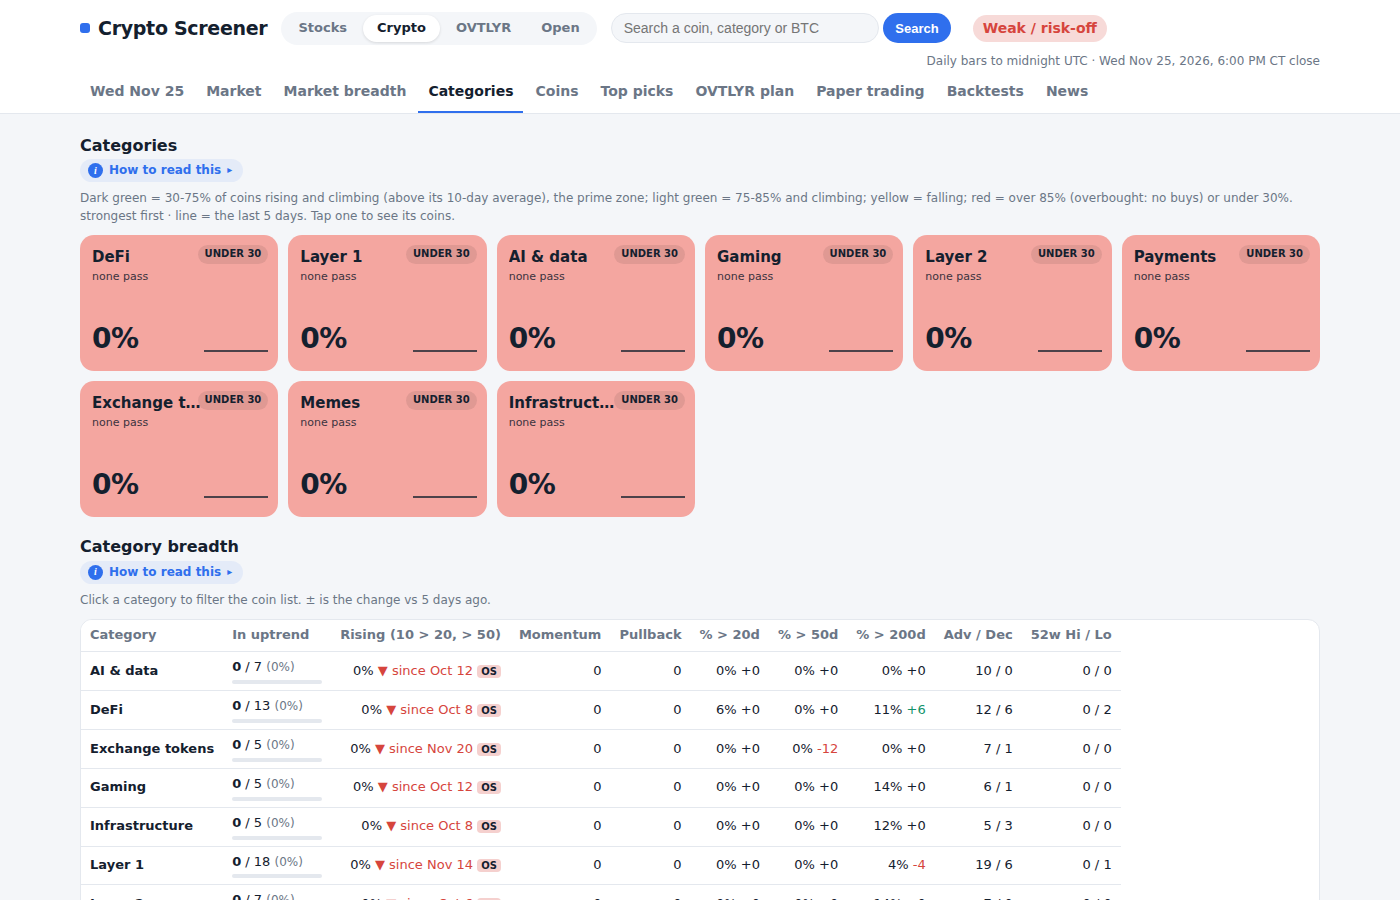 Crypto Screener
Stocks Crypto OVTLYR Open
Search a coin, category or BTC Search
Weak / risk-off
Daily bars to midnight UTC · Wed Nov 25, 2026, 6:00 PM CT close
Wed Nov 25 Market Market breadth Categories Coins Top picks OVTLYR plan Paper trading Backtests News
Categories
i How to read this ▸
Dark green = 30-75% of coins rising and climbing (above its 10-day average), the prime zone; light green = 75-85% and climbing; yellow = falling; red = over 85% (overbought: no buys) or under 30%.
strongest first · line = the last 5 days. Tap one to see its coins.
DeFi UNDER 30
none pass
0%
Layer 1 UNDER 30
none pass
0%
AI & data UNDER 30
none pass
0%
Gaming UNDER 30
none pass
0%
Layer 2 UNDER 30
none pass
0%
Payments UNDER 30
none pass
0%
Exchange t... UNDER 30
none pass
0%
Memes UNDER 30
none pass
0%
Infrastruct... UNDER 30
none pass
0%
Category breadth
i How to read this ▸
Click a category to filter the coin list. ± is the change vs 5 days ago.
Category In uptrend Rising (10 > 20, > 50) Momentum Pullback % > 20d % > 50d % > 200d Adv / Dec 52w Hi / Lo
AI & data 0 / 7 (0%) 0% ▼ since Oct 12 OS 0 0 0% +0 0% +0 0% +0 10 / 0 0 / 0
DeFi 0 / 13 (0%) 0% ▼ since Oct 8 OS 0 0 6% +0 0% +0 11% +6 12 / 6 0 / 2
Exchange tokens 0 / 5 (0%) 0% ▼ since Nov 20 OS 0 0 0% +0 0% -12 0% +0 7 / 1 0 / 0
Gaming 0 / 5 (0%) 0% ▼ since Oct 12 OS 0 0 0% +0 0% +0 14% +0 6 / 1 0 / 0
Infrastructure 0 / 5 (0%) 0% ▼ since Oct 8 OS 0 0 0% +0 0% +0 12% +0 5 / 3 0 / 0
Layer 1 0 / 18 (0%) 0% ▼ since Nov 14 OS 0 0 0% +0 0% +0 4% -4 19 / 6 0 / 1